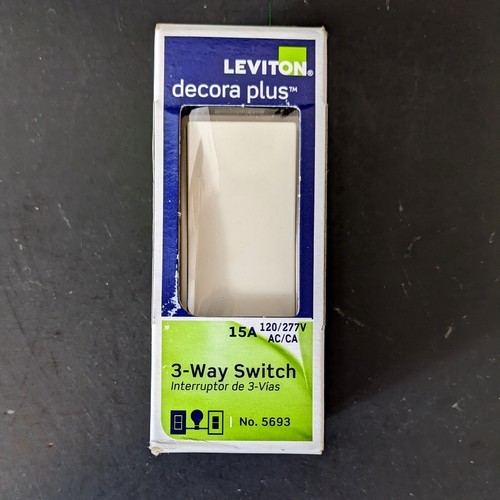 LEVITON®
decora plus™
15A 120/277V
AC/CA
3-Way Switch
Interruptor de 3-Vías
No. 5693